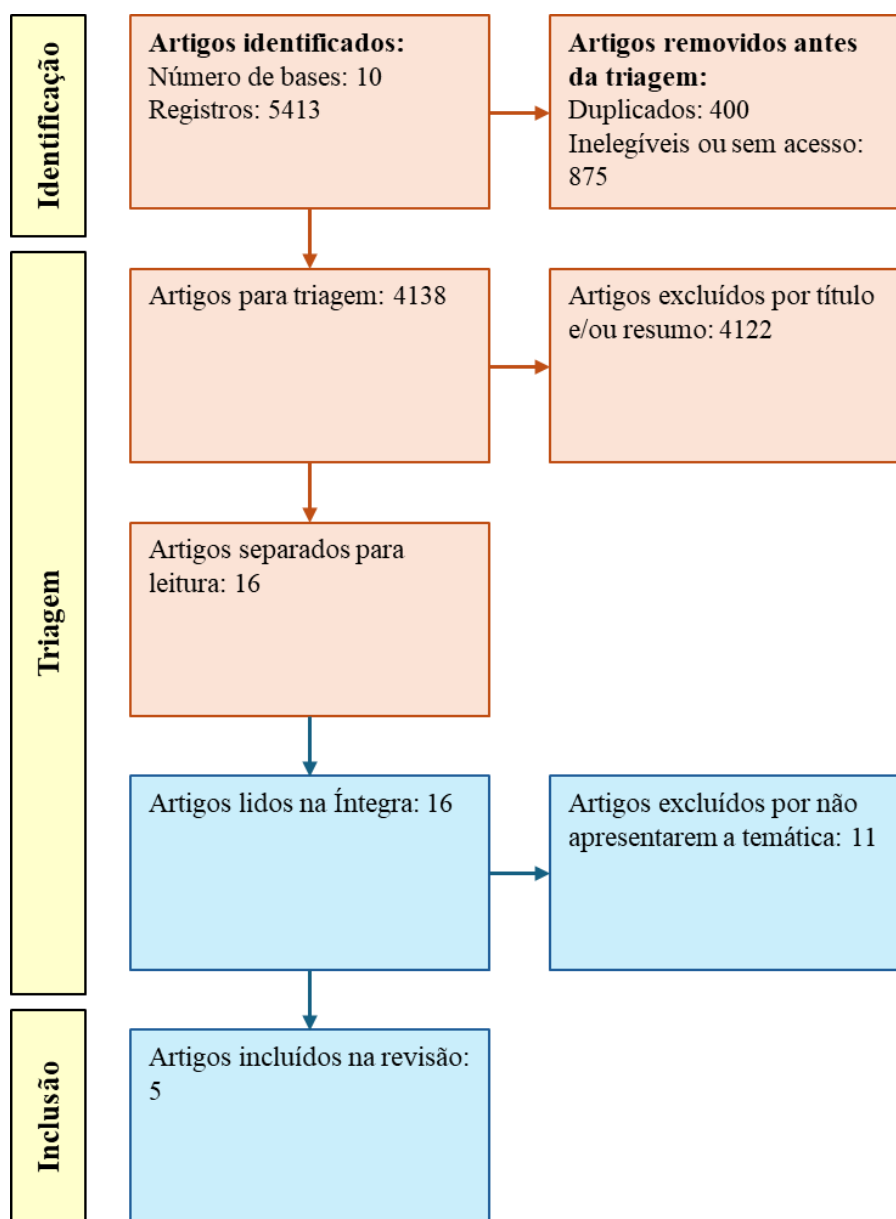 Identificação
Artigos identificados:
Número de bases: 10
Registros: 5413
Artigos removidos antes
da triagem:
Duplicados: 400
Inelegíveis ou sem acesso:
875
Triagem
Artigos para triagem: 4138
Artigos excluídos por título
e/ou resumo: 4122
Artigos separados para
leitura: 16
Artigos lidos na Íntegra: 16
Artigos excluídos por não
apresentarem a temática: 11
Inclusão
Artigos incluídos na revisão:
5